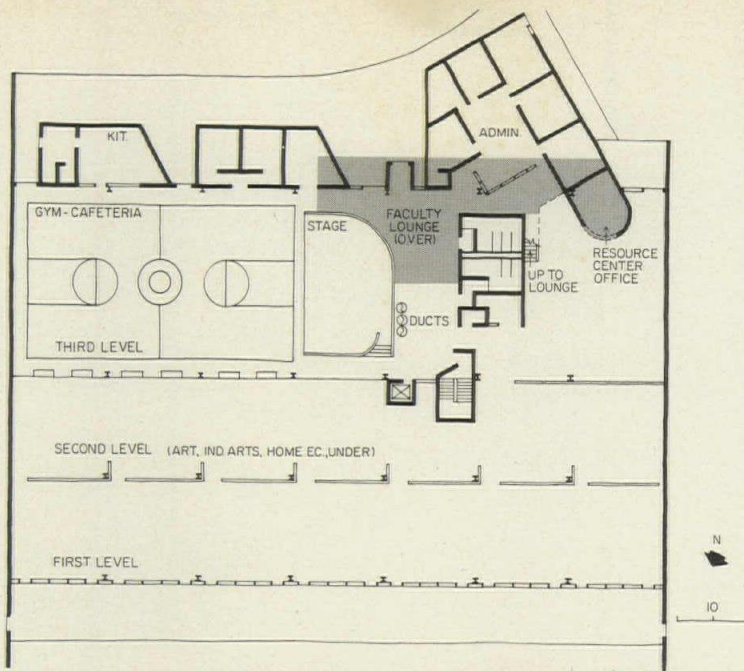 KIT.
ADMIN.
GYM-CAFETERIA
STAGE
FACULTY
LOUNGE
(OVER)
RESOURCE
CENTER
OFFICE
UP TO
LOUNGE
DUCTS
THIRD LEVEL
SECOND LEVEL (ART, IND. ARTS, HOME EC., UNDER)
FIRST LEVEL
N
10